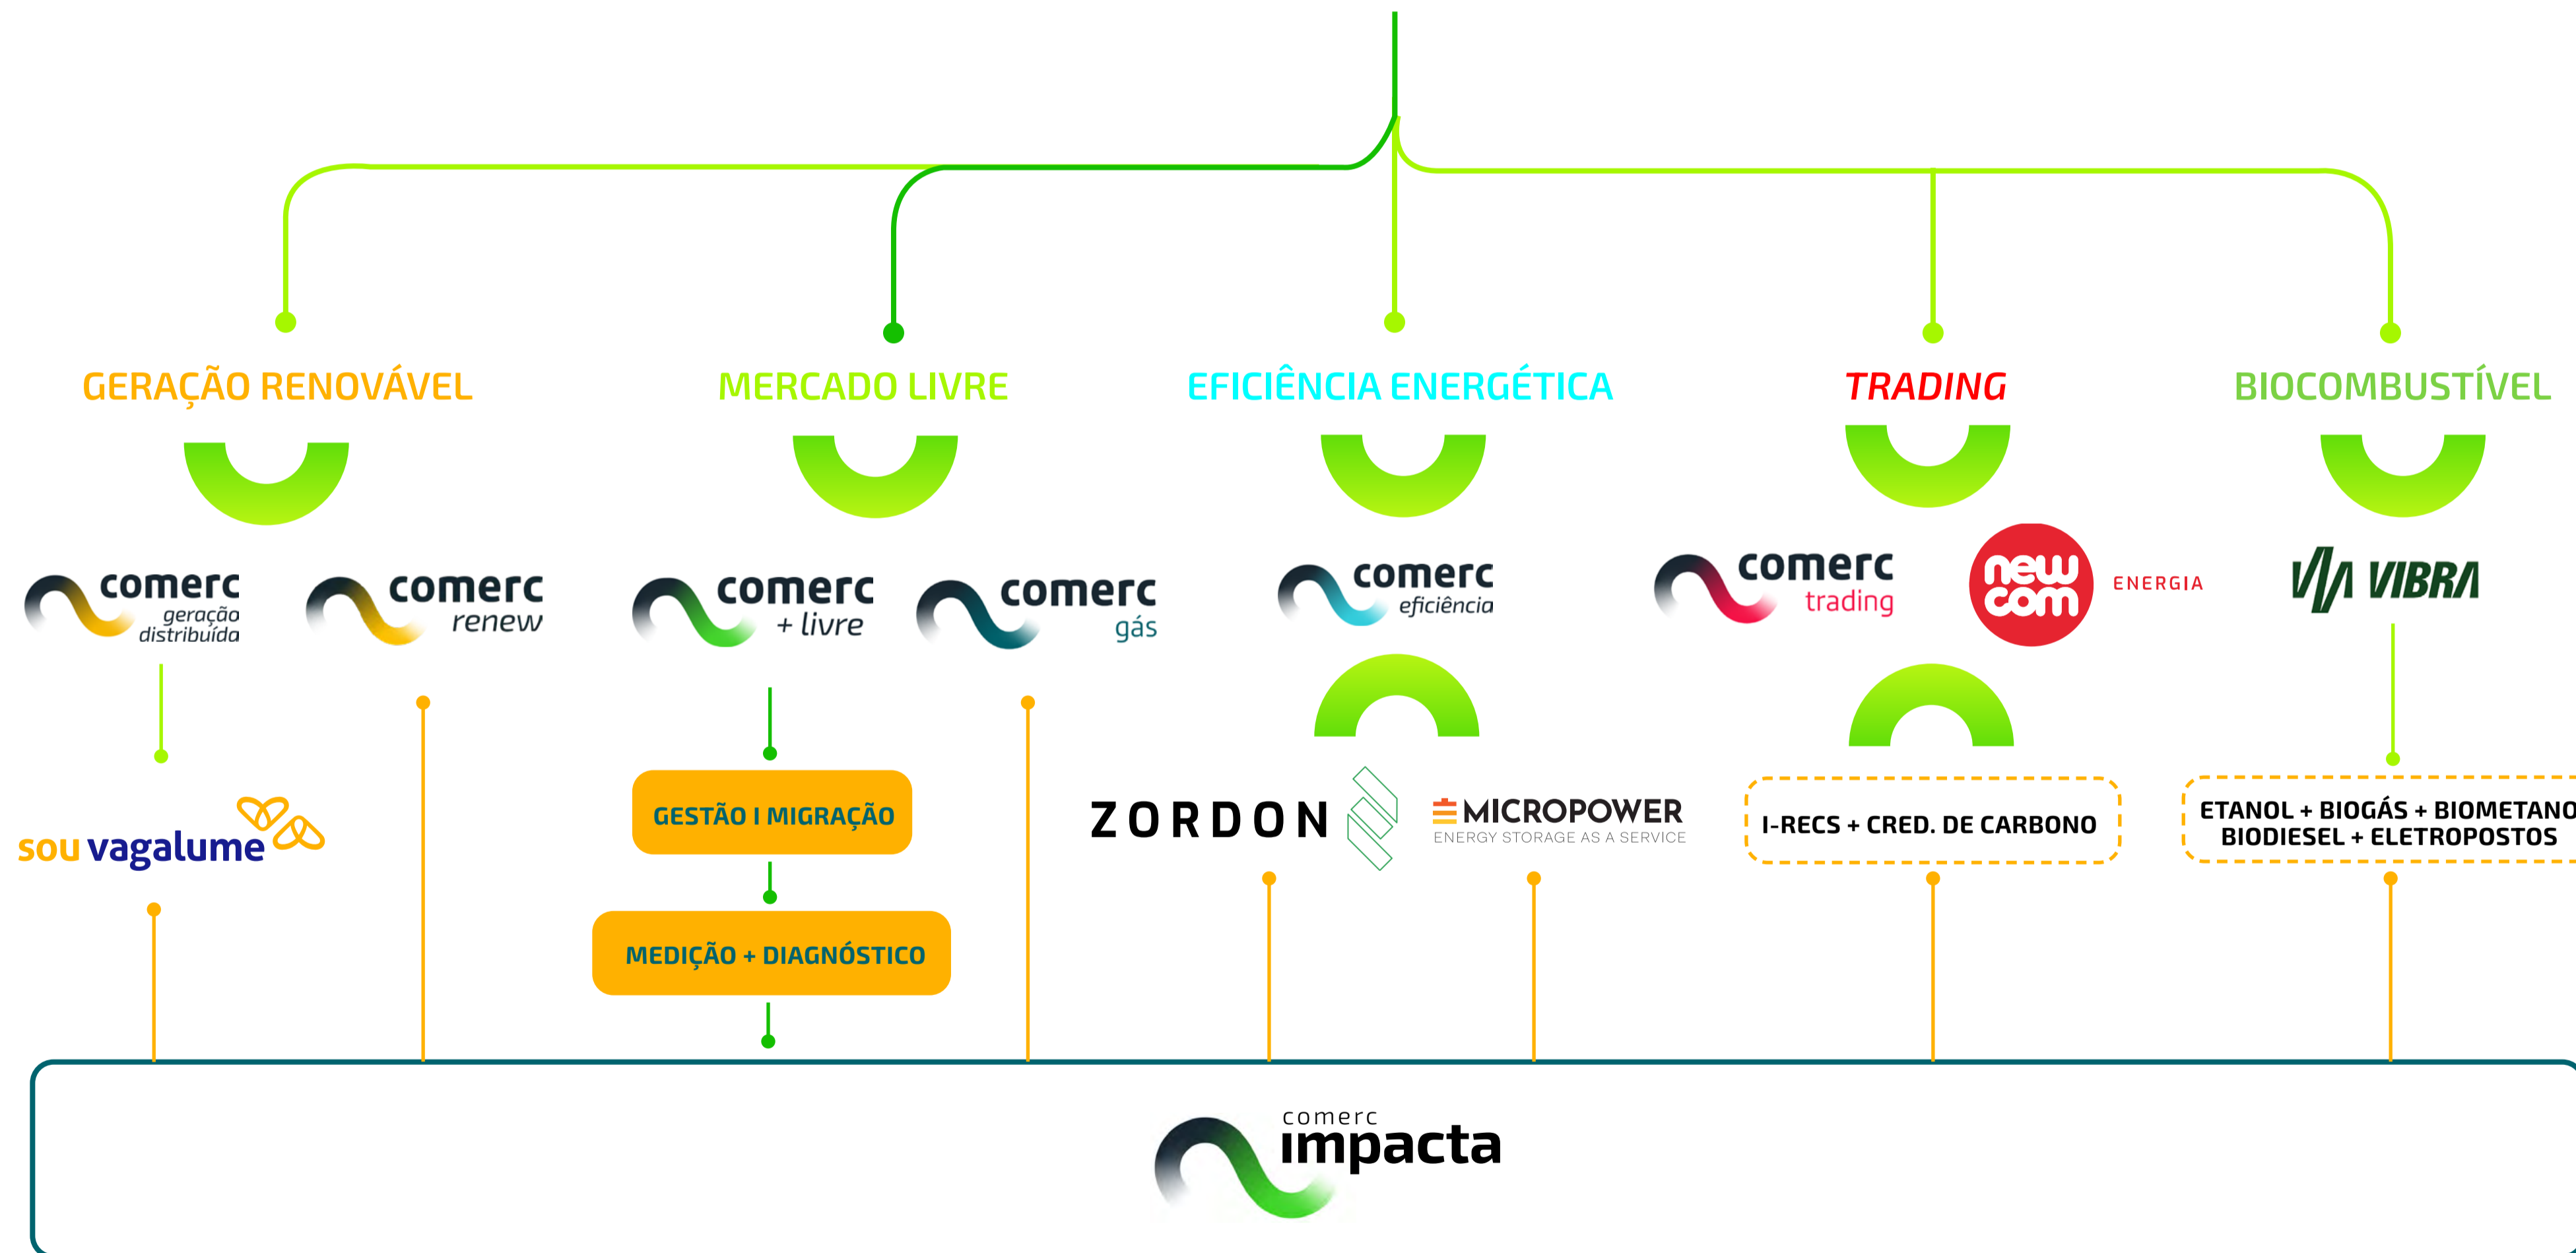 GERAÇÃO RENOVÁVEL
MERCADO LIVRE
EFICIÊNCIA ENERGÉTICA
TRADING
BIOCOMBUSTÍVEL
comerc
geração
distribuída
comerc
renew
comerc
+ livre
comerc
gás
comerc
eficiência
comerc
trading
new
com
ENERGIA
VIBRA
sou vagalume
GESTÃO I MIGRAÇÃO
MEDIÇÃO + DIAGNÓSTICO
ZORDON
MICROPOWER
ENERGY STORAGE AS A SERVICE
I-RECS + CRED. DE CARBONO
ETANOL + BIOGÁS + BIOMETANO
BIODIESEL + ELETROPOSTOS
comerc
impacta